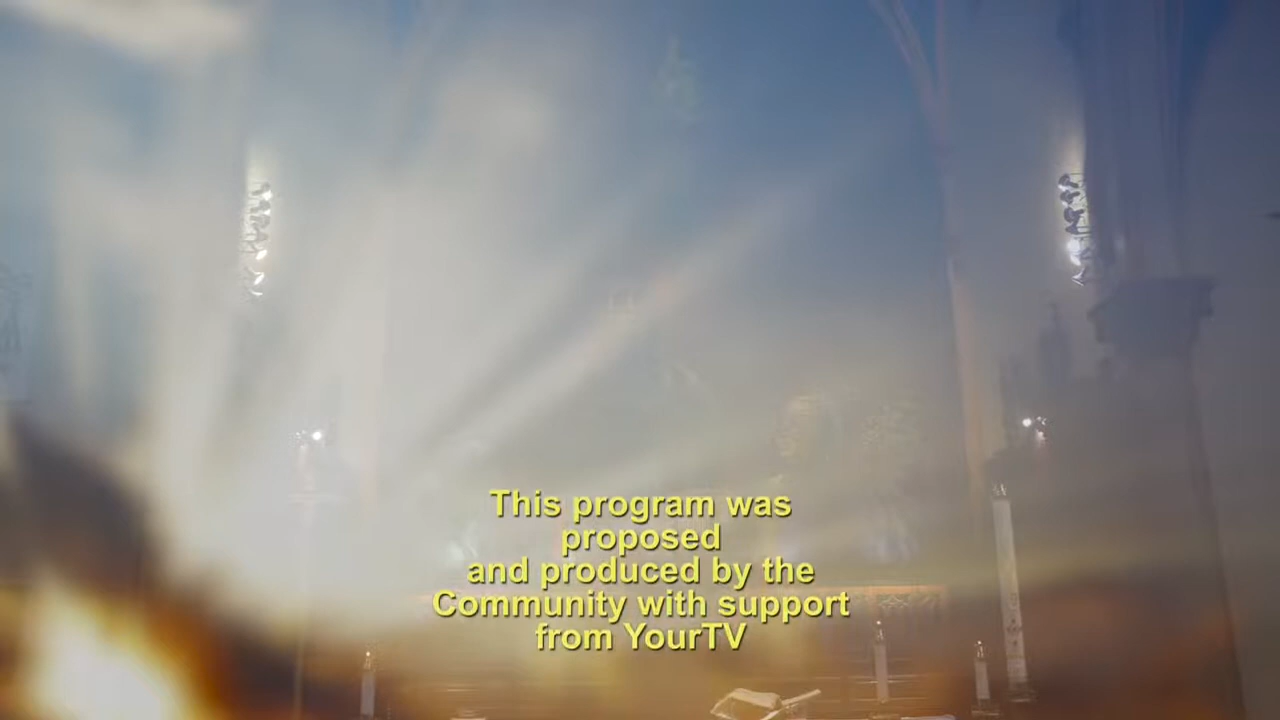 This program was
proposed
and produced by the
Community with support
from YourTV